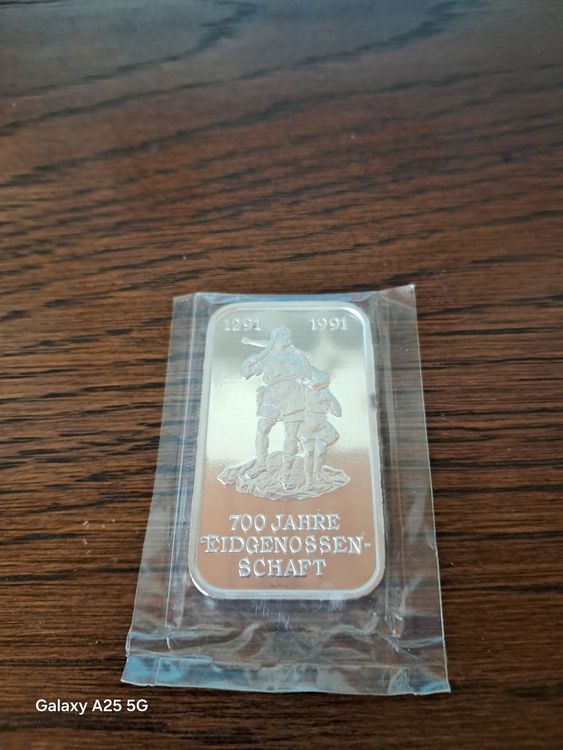 1291 1991
700 JAHRE
EIDGENOSSEN-
SCHAFT
Galaxy A25 5G